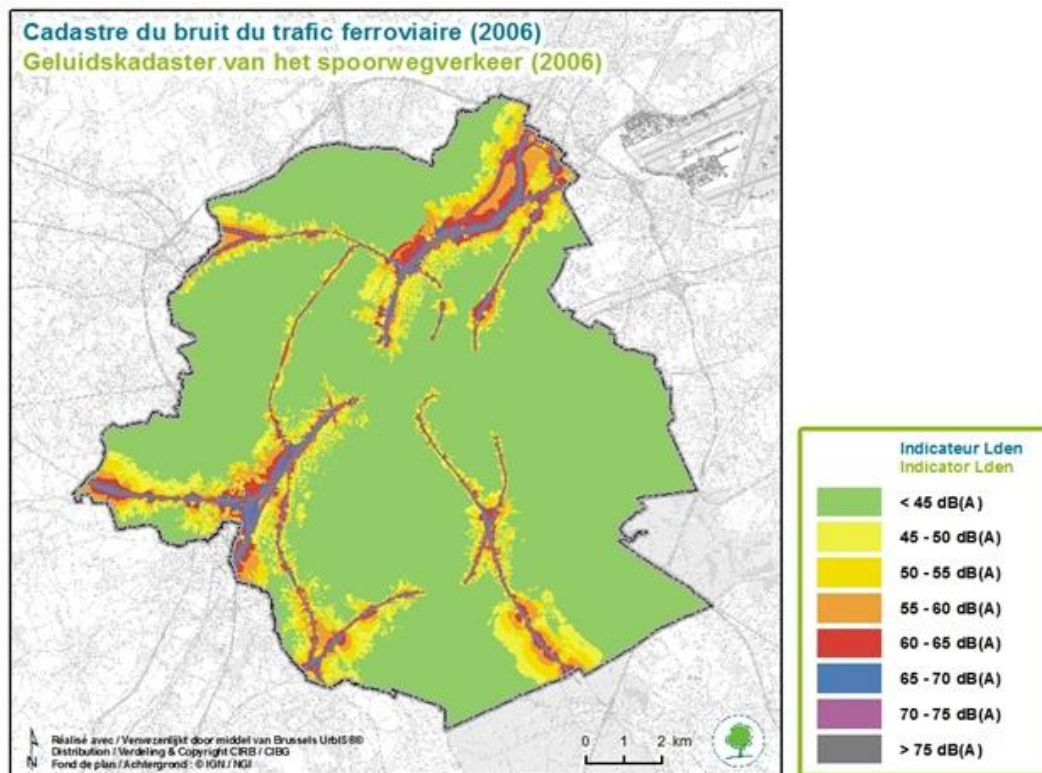 Cadastre du bruit du trafic ferroviaire (2006)
Geluidskadaster van het spoorwegverkeer (2006)
Indicateur Lden
Indicator Lden
< 45 dB(A)
45 - 50 dB(A)
50 - 55 dB(A)
55 - 60 dB(A)
60 - 65 dB(A)
65 - 70 dB(A)
70 - 75 dB(A)
> 75 dB(A)
N
Réalisé avec / Verwezenlijkt door middel van Brussels UrbIS®©
Distribution / Verdeling & Copyright CIRB / CIBG
Fond de plan / Achtergrond : © IGN / NGI
0 1 2 km